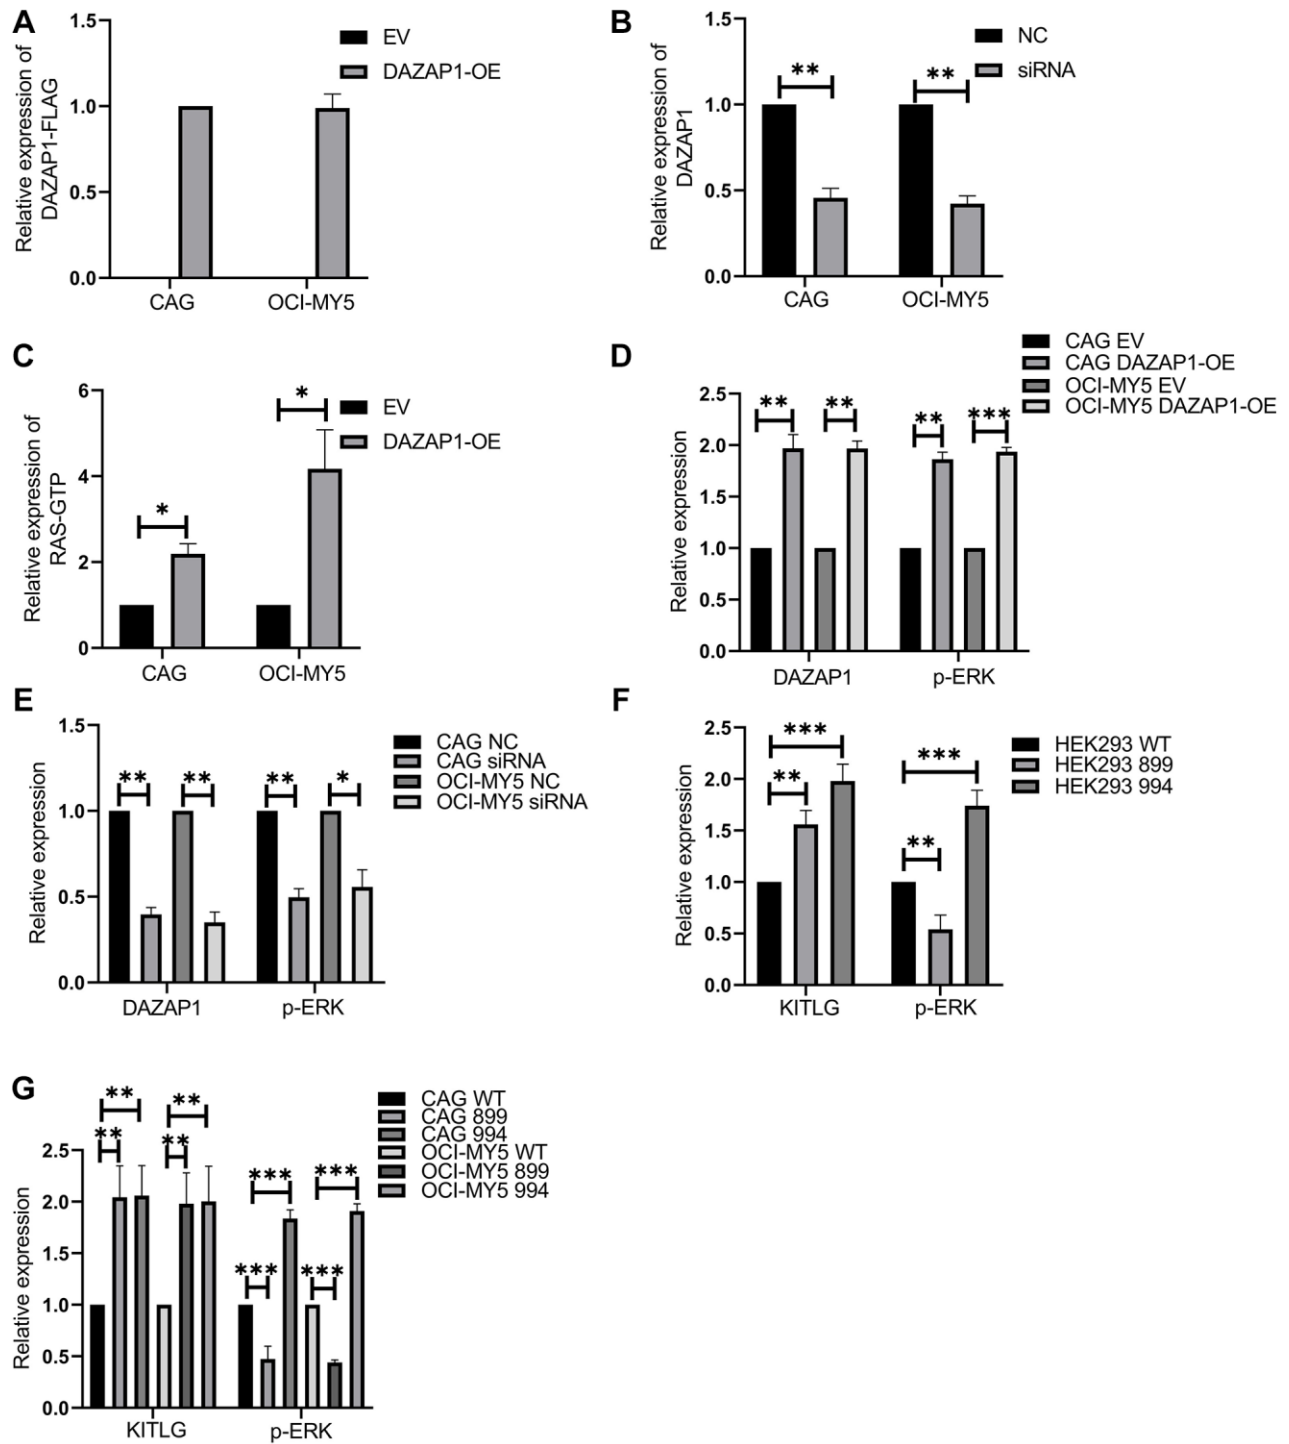 A
Relative expression of
DAZAP1-FLAG
1.5
1.0
0.5
0.0
EV
DAZAP1-OE
CAG
OCI-MY5
B
Relative expression of
DAZAP1
1.5
1.0
0.5
0.0
NC
siRNA
**
**
CAG
OCI-MY5
C
Relative expression of
RAS-GTP
6
4
2
0
EV
DAZAP1-OE
*
*
CAG
OCI-MY5
D
Relative expression
2.5
2.0
1.5
1.0
0.5
0.0
CAG EV
CAG DAZAP1-OE
OCI-MY5 EV
OCI-MY5 DAZAP1-OE
**
**
**
***
DAZAP1
p-ERK
E
Relative expression
1.5
1.0
0.5
0.0
CAG NC
CAG siRNA
OCI-MY5 NC
OCI-MY5 siRNA
**
**
**
*
DAZAP1
p-ERK
F
Relative expression
2.5
2.0
1.5
1.0
0.5
0.0
HEK293 WT
HEK293 899
HEK293 994
***
**
***
**
KITLG
p-ERK
G
Relative expression
2.5
2.0
1.5
1.0
0.5
0.0
CAG WT
CAG 899
CAG 994
OCI-MY5 WT
OCI-MY5 899
OCI-MY5 994
**
**
**
**
***
***
***
***
KITLG
p-ERK